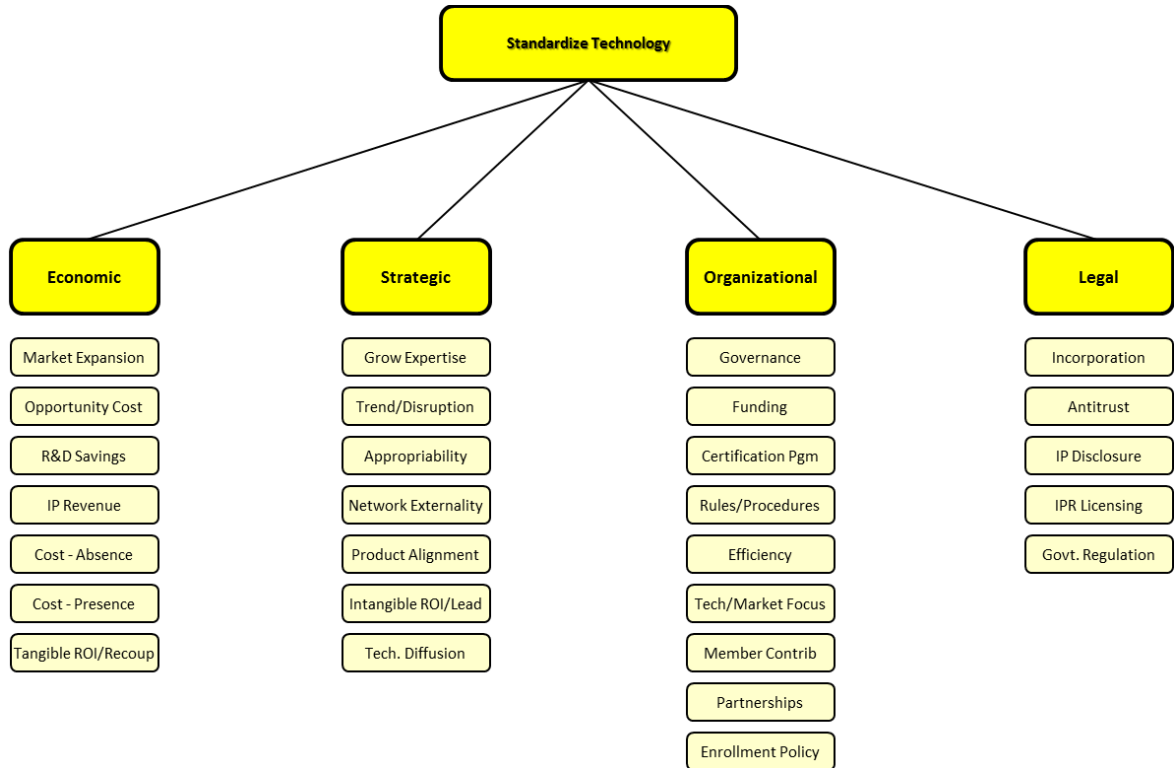 Standardize Technology
Economic
Strategic
Organizational
Legal
Market Expansion
Opportunity Cost
R&D Savings
IP Revenue
Cost - Absence
Cost - Presence
Tangible ROI/Recoup
Grow Expertise
Trend/Disruption
Appropriability
Network Externality
Product Alignment
Intangible ROI/Lead
Tech. Diffusion
Governance
Funding
Certification Pgm
Rules/Procedures
Efficiency
Tech/Market Focus
Member Contrib
Partnerships
Enrollment Policy
Incorporation
Antitrust
IP Disclosure
IPR Licensing
Govt. Regulation